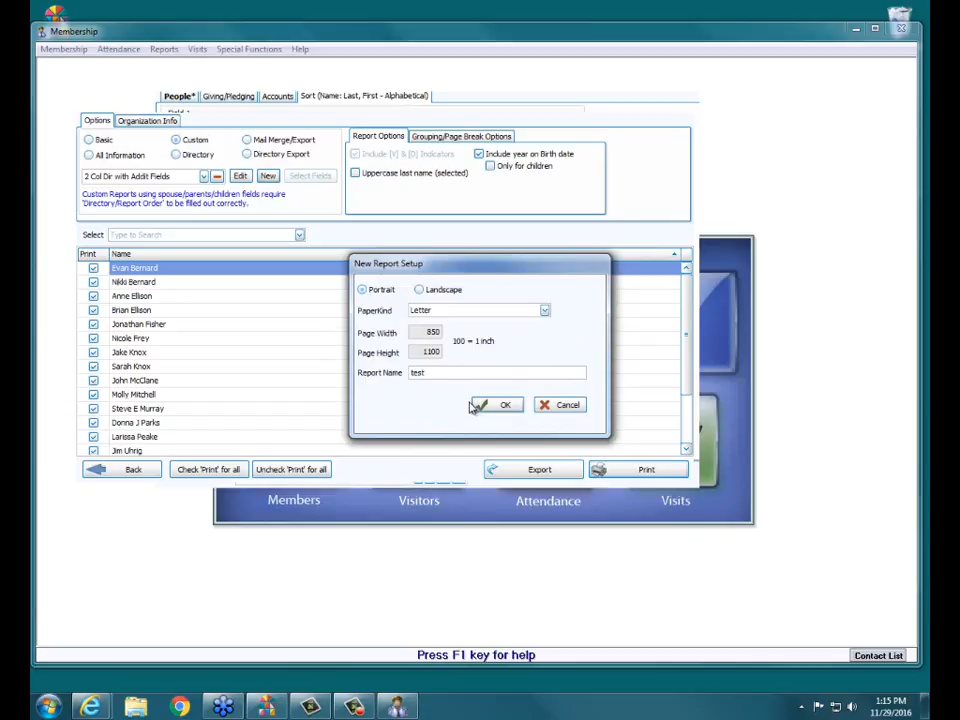 Membership
Membership Attendance Reports Visits Special Functions Help
People* Giving/Pledging Accounts Sort (Name: Last, First - Alphabetical)
Options Organization Info
Basic Custom Mail Merge/Export
All Information Directory Directory Export
2 Col Dir with Addit Fields Edit New Select Fields
Custom Reports using spouse/parents/children fields require
'Directory/Report Order' to be filled out correctly.
Report Options Grouping/Page Break Options
Include [V] & [D] Indicators Include year on Birth date
Only for children
Uppercase last name (selected)
Select Type to Search
Print Name
Evan Bernard
Nikki Bernard
Anne Ellison
Brian Ellison
Jonathan Fisher
Nicole Frey
Jake Knox
Sarah Knox
John McClane
Molly Mitchell
Steve E Murray
Donna J Parks
Larissa Peake
Jim Uhrig
New Report Setup
Portrait Landscape
PaperKind Letter
Page Width 850
100 = 1 inch
Page Height 1100
Report Name test
OK Cancel
Back Check 'Print' for all Uncheck 'Print' for all Export Print
Members Visitors Attendance Visits
Press F1 key for help
Contact List
1:15 PM
11/29/2016